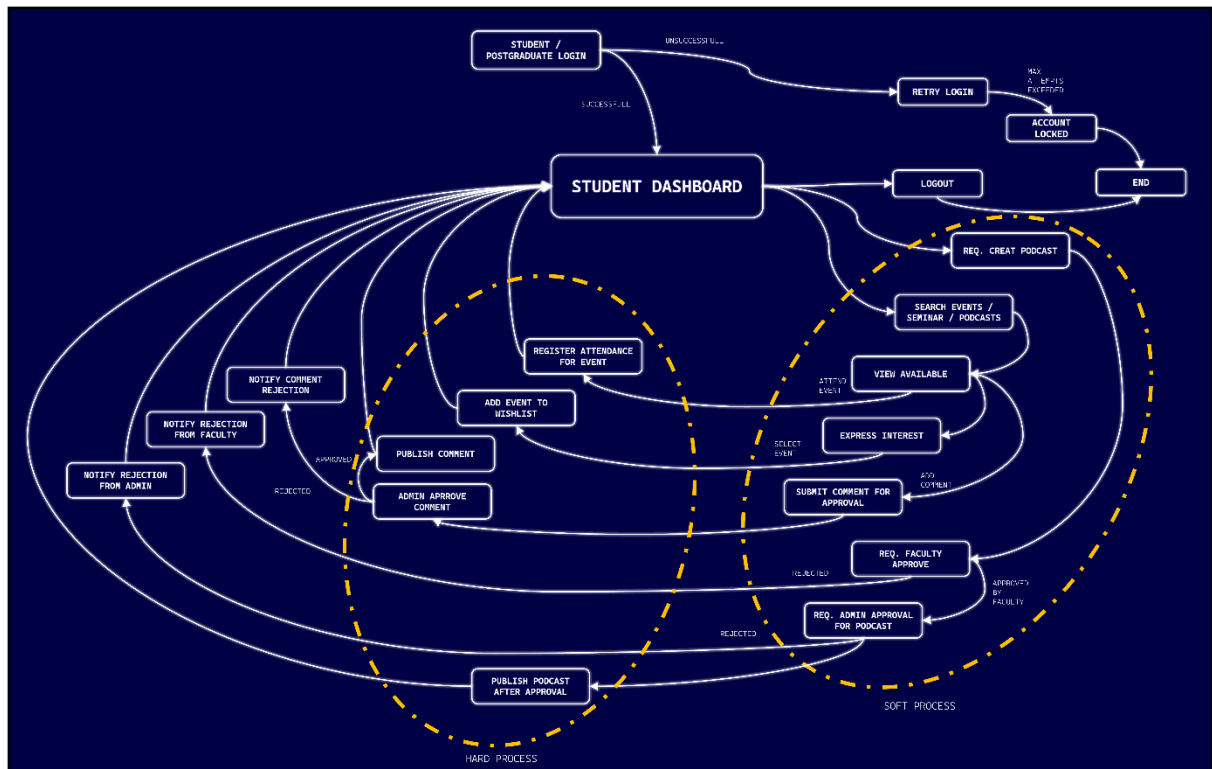 STUDENT /
POSTGRADUATE LOGIN
UNSUCCESSFULL
SUCCESSFULL
RETRY LOGIN
MAX
ATTEMPTS
EXCEEDED
ACCOUNT
LOCKED
STUDENT DASHBOARD
LOGOUT
END
REQ. CREAT PODCAST
SEARCH EVENTS /
SEMINAR / PODCASTS
REGISTER ATTENDANCE
FOR EVENT
VIEW AVAILABLE
ATTEND
EVENT
NOTIFY COMMENT
REJECTION
ADD EVENT TO
WISHLIST
NOTIFY REJECTION
FROM FACULTY
EXPRESS INTEREST
SELECT
EVENT
PUBLISH COMMENT
APPROVED
NOTIFY REJECTION
FROM ADMIN
REJECTED
ADMIN APRROVE
COMMENT
ADD
COMMENT
SUBMIT COMMENT FOR
APPROVAL
REQ. FACULTY
APPROVE
REJECTED
APPROVED
BY
FACULTY
REQ. ADMIN APPROVAL
FOR PODCAST
REJECTED
PUBLISH PODCAST
AFTER APPROVAL
SOFT PROCESS
HARD PROCESS